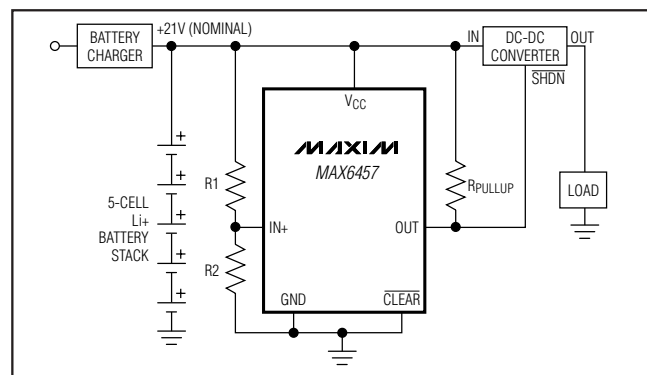 BATTERY
CHARGER
+21V (NOMINAL)
IN
DC-DC
CONVERTER
OUT
SHDN
VCC
MAXIM
MAX6457
R1
RPULLUP
LOAD
+
+
+
+
+
5-CELL
Li+
BATTERY
STACK
IN+
OUT
R2
GND
CLEAR